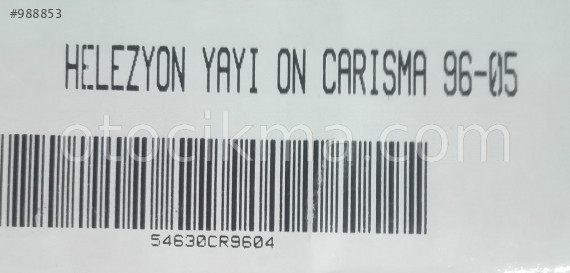 #988853
HELEZYON YAYI ON CARISMA 96-05
otocikma.com
54630CR9604